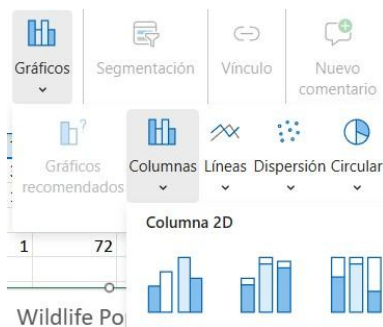 Gráficos Segmentación Vínculo Nuevo
comentario
Gráficos
recomendados
Columnas Líneas Dispersión Circular
Columna 2D
1 72
Wildlife Po